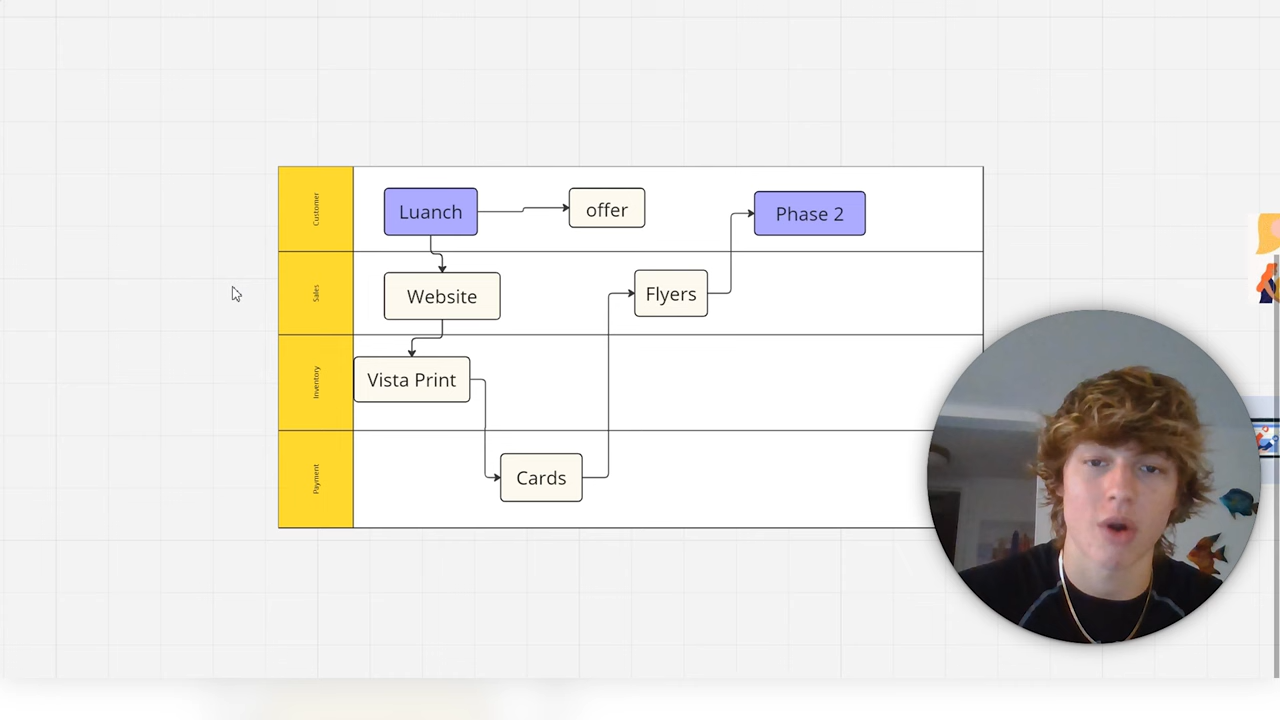 Customer
Luanch
offer
Phase 2
Sales
Website
Flyers
Inventory
Vista Print
Payment
Cards